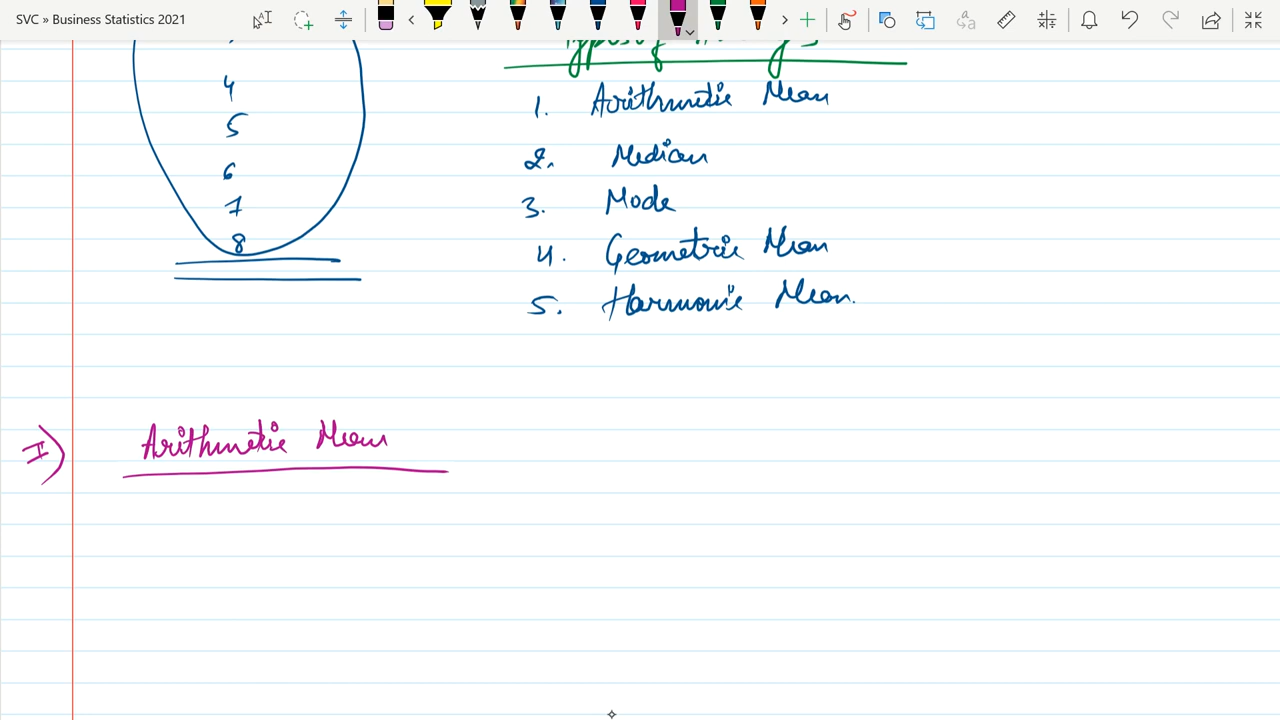 SVC » Business Statistics 2021
4
5
6
7
8
1. Arithmetic Mean
2. Median
3. Mode
4. Geometric Mean
5. Harmonic Mean.
I) Arithmetic Mean